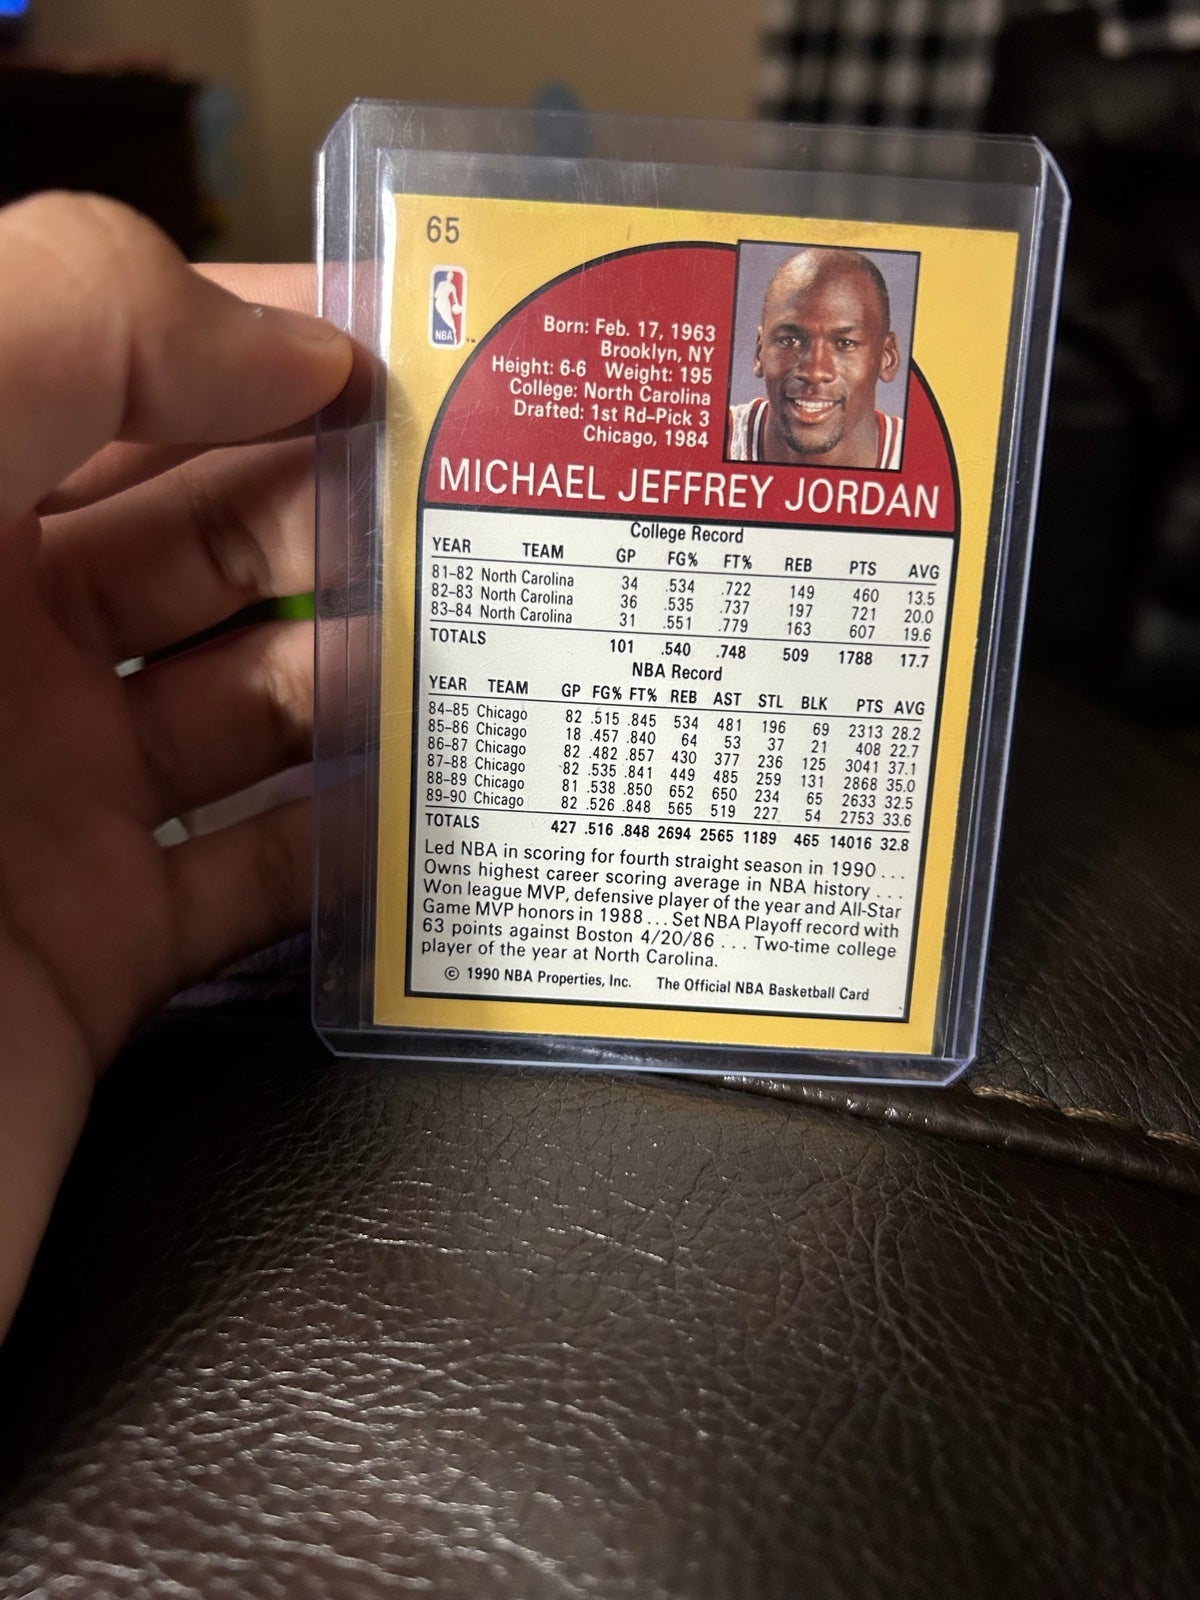 65
NBA
Born: Feb. 17, 1963
Brooklyn, NY
Height: 6-6 Weight: 195
College: North Carolina
Drafted: 1st Rd-Pick 3
Chicago, 1984
MICHAEL JEFFREY JORDAN
College Record
YEAR TEAM GP FG% FT% REB PTS AVG
81-82 North Carolina 34 .534 .722 149 460 13.5
82-83 North Carolina 36 .535 .737 197 721 20.0
83-84 North Carolina 31 .551 .779 163 607 19.6
TOTALS 101 .540 .748 509 1788 17.7
NBA Record
YEAR TEAM GP FG% FT% REB AST STL BLK PTS AVG
84-85 Chicago 82 .515 .845 534 481 196 69 2313 28.2
85-86 Chicago 18 .457 .840 64 53 37 21 408 22.7
86-87 Chicago 82 .482 .857 430 377 236 125 3041 37.1
87-88 Chicago 82 .535 .841 449 485 259 131 2868 35.0
88-89 Chicago 81 .538 .850 652 650 234 65 2633 32.5
89-90 Chicago 82 .526 .848 565 519 227 54 2753 33.6
TOTALS 427 .516 .848 2694 2565 1189 465 14016 32.8
Led NBA in scoring for fourth straight season in 1990 ...
Owns highest career scoring average in NBA history ...
Won league MVP, defensive player of the year and All-Star
Game MVP honors in 1988 ... Set NBA Playoff record with
63 points against Boston 4/20/86 ... Two-time college
player of the year at North Carolina.
© 1990 NBA Properties, Inc. The Official NBA Basketball Card